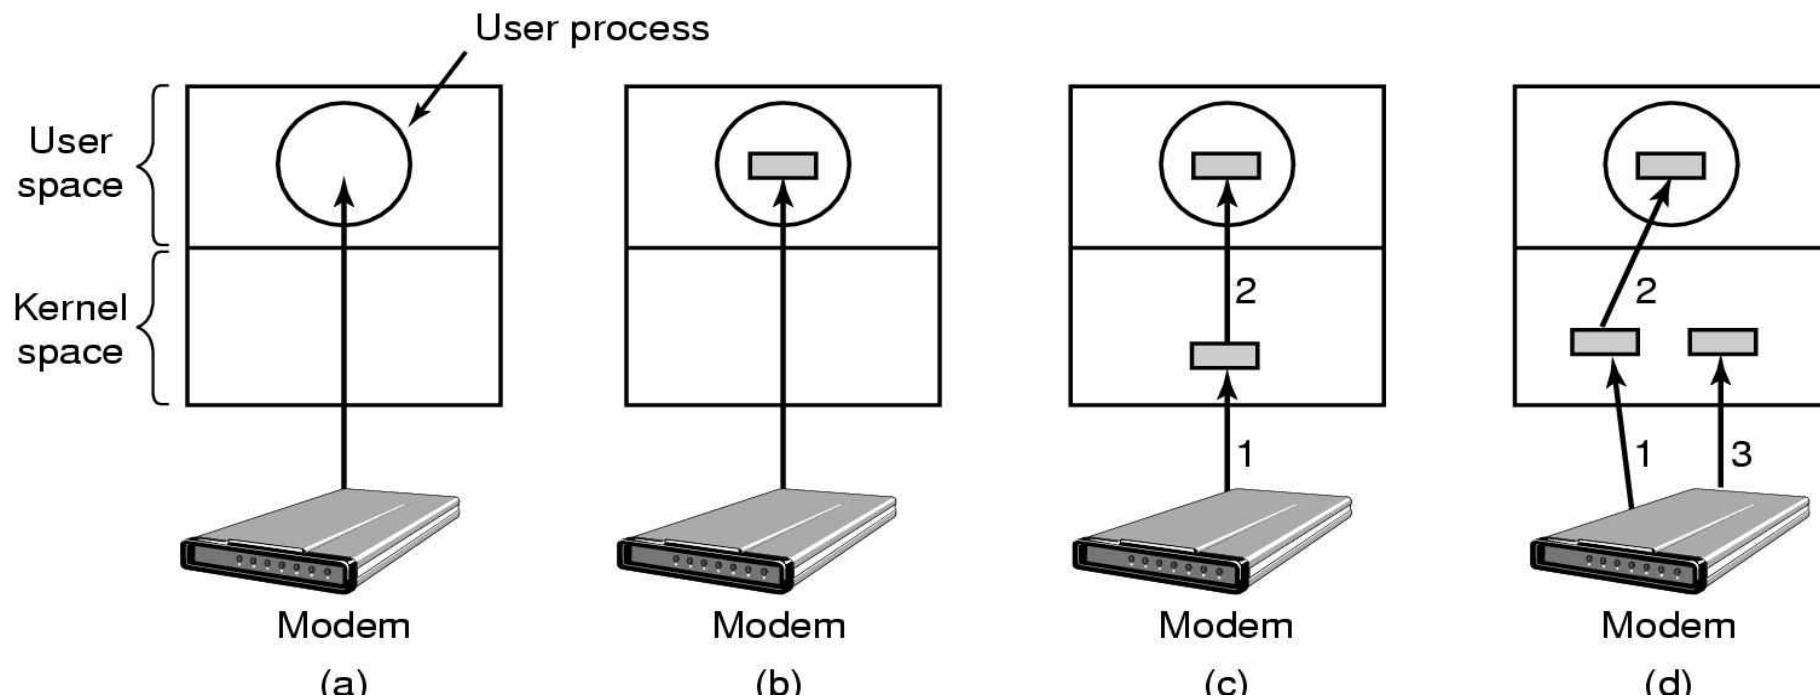 User process
User
space
Kernel
space
2
1
2
1
3
Modem
Modem
Modem
Modem
(a)
(b)
(c)
(d)